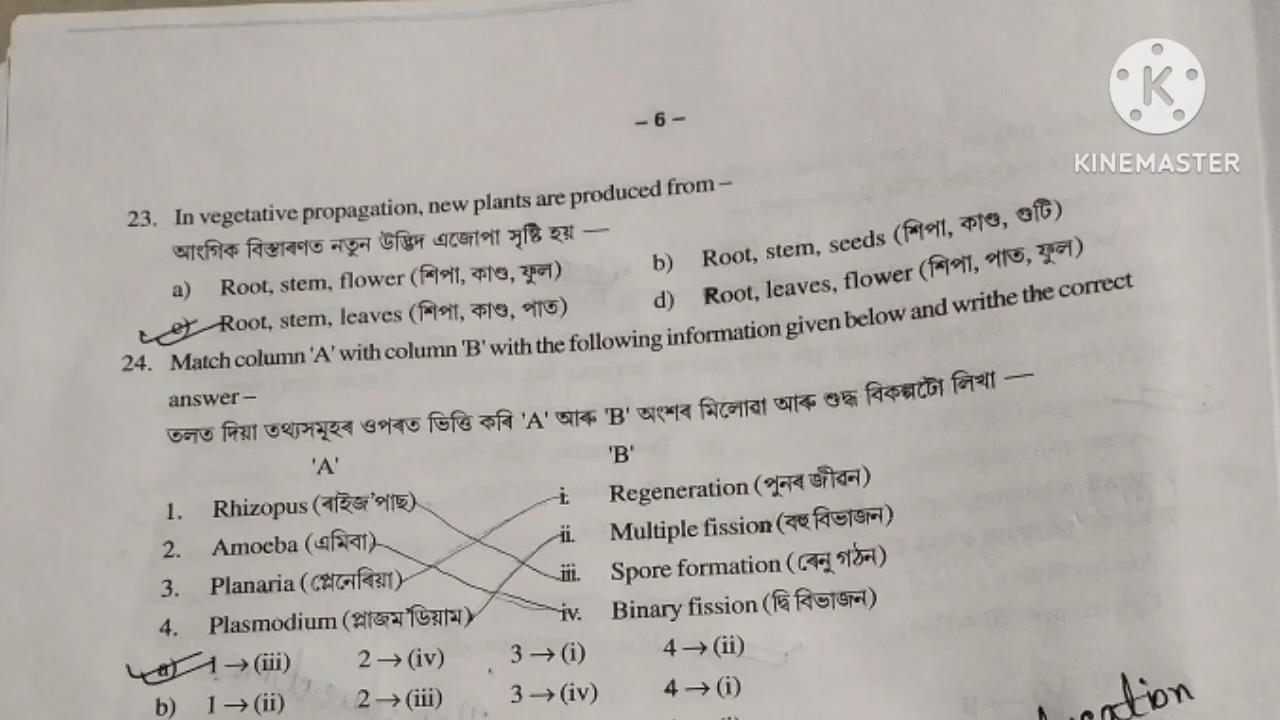 – 6 –
KINEMASTER
23. In vegetative propagation, new plants are produced from –
আংগিক বিস্তাৰণত নতুন উদ্ভিদ এজোপা সৃষ্টি হয় —
a) Root, stem, flower (শিপা, কাণ্ড, ফুল)
b) Root, stem, seeds (শিপা, কাণ্ড, গুটি)
c) Root, stem, leaves (শিপা, কাণ্ড, পাত)
d) Root, leaves, flower (শিপা, পাত, ফুল)
24. Match column 'A' with column 'B' with the following information given below and writhe the correct
answer –
তলত দিয়া তথ্যসমূহৰ ওপৰত ভিত্তি কৰি 'A' আৰু 'B' অংশৰ মিলোৱা আৰু শুদ্ধ বিকল্পটো লিখা —
'A' 'B'
1. Rhizopus (ৰাইজ'পাছ) i. Regeneration (পূনৰ জীৱন)
2. Amoeba (এমিবা) ii. Multiple fission (বহু বিভাজন)
3. Planaria (প্লেনেৰিয়া) iii. Spore formation (ৰেনু গঠন)
4. Plasmodium (প্লাজম'ডিয়াম) iv. Binary fission (দ্বি বিভাজন)
a) 1 → (iii) 2 → (iv) 3 → (i) 4 → (ii)
b) 1 → (ii) 2 → (iii) 3 → (iv) 4 → (i)